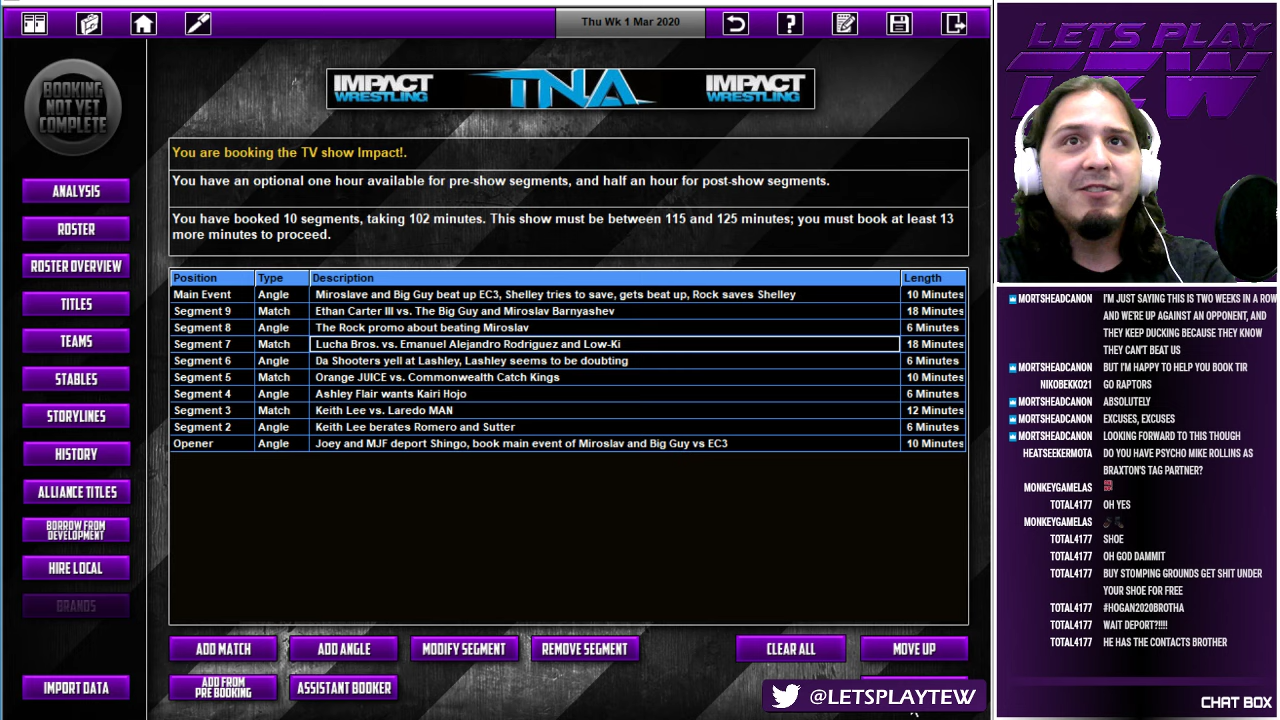 Thu Wk 1 Mar 2020
LETS PLAY
TEW
BOOKING
NOT YET
COMPLETE
IMPACT
WRESTLING
TNA
IMPACT
WRESTLING
You are booking the TV show Impact!.
You have an optional one hour available for pre-show segments, and half an hour for post-show segments.
You have booked 10 segments, taking 102 minutes. This show must be between 115 and 125 minutes; you must book at least 13
more minutes to proceed.
ANALYSIS
ROSTER
ROSTER OVERVIEW
TITLES
TEAMS
STABLES
STORYLINES
HISTORY
ALLIANCE TITLES
BORROW FROM
DEVELOPMENT
HIRE LOCAL
BRANDS
IMPORT DATA
Position Type Description Length
Main Event Angle Miroslave and Big Guy beat up EC3, Shelley tries to save, gets beat up, Rock saves Shelley 10 Minutes
Segment 9 Match Ethan Carter III vs. The Big Guy and Miroslav Barnyashev 18 Minutes
Segment 8 Angle The Rock promo about beating Miroslav 6 Minutes
Segment 7 Match Lucha Bros. vs. Emanuel Alejandro Rodriguez and Low-Ki 18 Minutes
Segment 6 Angle Da Shooters yell at Lashley, Lashley seems to be doubting 6 Minutes
Segment 5 Match Orange JUICE vs. Commonwealth Catch Kings 10 Minutes
Segment 4 Angle Ashley Flair wants Kairi Hojo 6 Minutes
Segment 3 Match Keith Lee vs. Laredo MAN 12 Minutes
Segment 2 Angle Keith Lee berates Romero and Sutter 6 Minutes
Opener Angle Joey and MJF deport Shingo, book main event of Miroslav and Big Guy vs EC3 10 Minutes
ADD MATCH
ADD ANGLE
MODIFY SEGMENT
REMOVE SEGMENT
CLEAR ALL
MOVE UP
ADD FROM
PRE BOOKING
ASSISTANT BOOKER
@LETSPLAYTEW
MORTSHEADCANON I'M JUST SAYING THIS IS TWO WEEKS IN A ROW
AND WE'RE UP AGAINST AN OPPONENT, AND
THEY KEEP DUCKING BECAUSE THEY KNOW
THEY CAN'T BEAT US
MORTSHEADCANON BUT I'M HAPPY TO HELP YOU BOOK TIR
NIKOBEKKO21 GO RAPTORS
MORTSHEADCANON ABSOLUTELY
MORTSHEADCANON EXCUSES, EXCUSES
MORTSHEADCANON LOOKING FORWARD TO THIS THOUGH
HEATSEEKERMOTA DO YOU HAVE PSYCHO MIKE ROLLINS AS
BRAXTON'S TAG PARTNER?
MONKEYGAMELAS
TOTAL4177 OH YES
MONKEYGAMELAS
TOTAL4177 SHOE
TOTAL4177 OH GOD DAMMIT
TOTAL4177 BUY STOMPING GROUNDS GET SHIT UNDER
YOUR SHOE FOR FREE
TOTAL4177 #HOGAN2020BROTHA
TOTAL4177 WAIT DEPORT?!!!!
TOTAL4177 HE HAS THE CONTACTS BROTHER
CHAT BOX